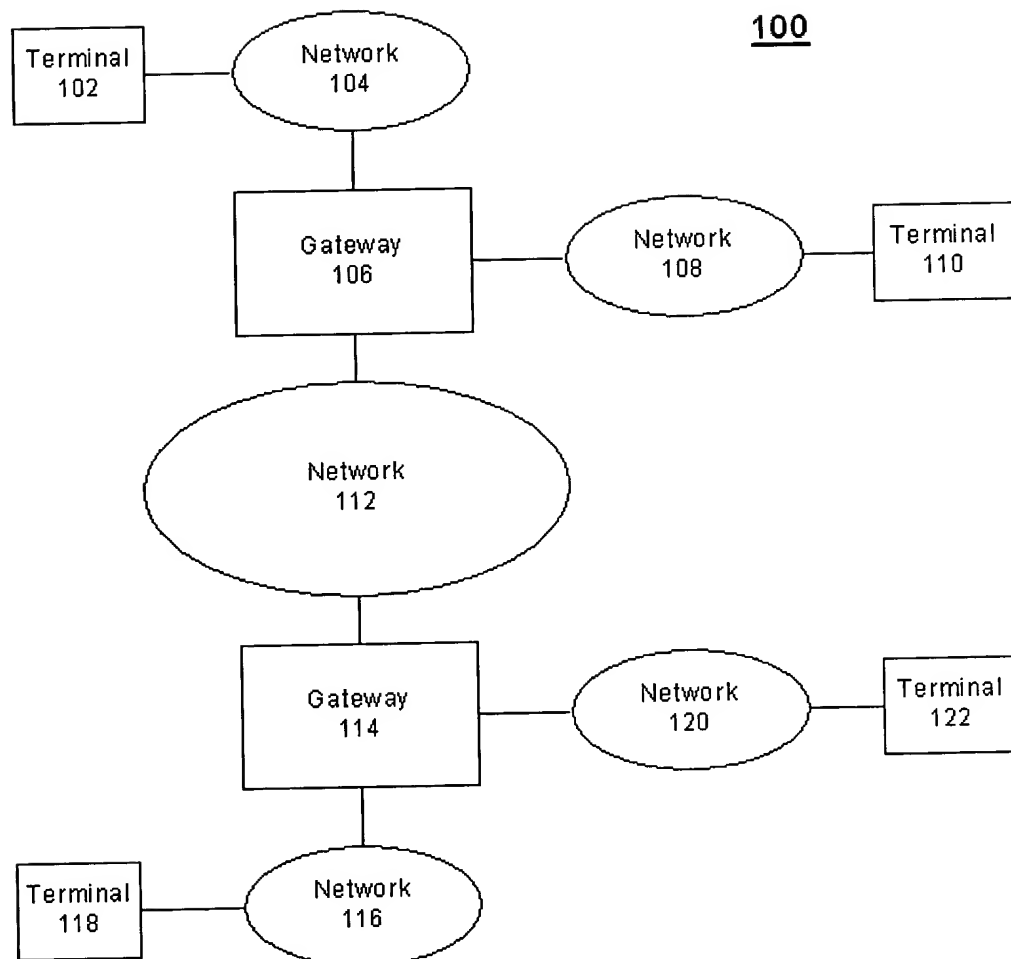 100
Terminal
102
Network
104
Gateway
106
Network
108
Terminal
110
Network
112
Gateway
114
Network
120
Terminal
122
Terminal
118
Network
116